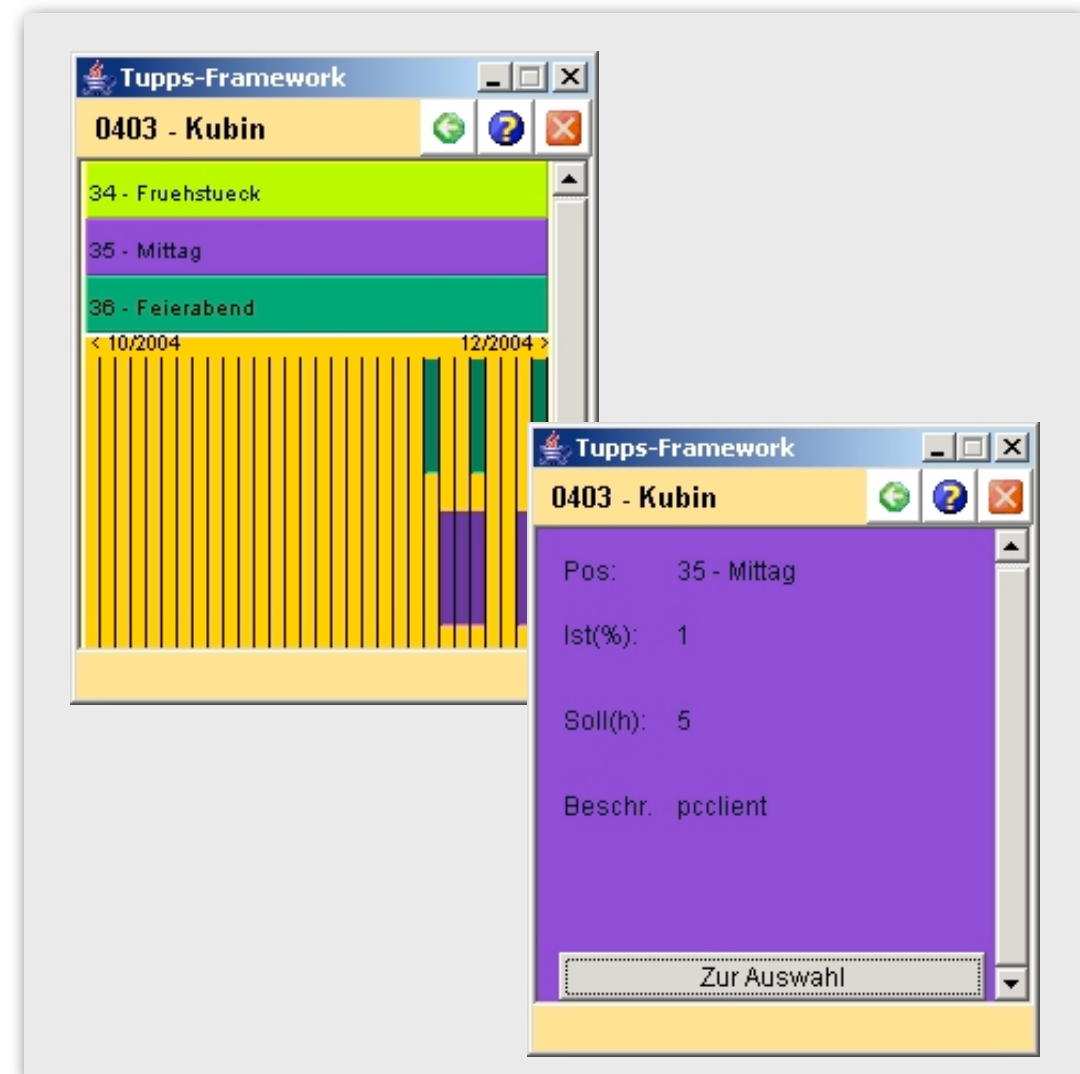 Tupps-Framework
0403 - Kubin
34 - Fruehstueck
35 - Mittag
36 - Feierabend
< 10/2004 12/2004 >
Tupps-Framework
0403 - Kubin
Pos: 35 - Mittag
Ist(%): 1
Soll(h): 5
Beschr. pcclient
Zur Auswahl